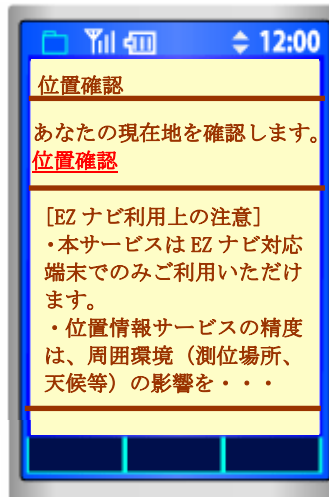 12:00
位置確認
あなたの現在地を確認します。
位置確認
[EZ ナビ利用上の注意]
・本サービスは EZ ナビ対応
端末でのみご利用いただけ
ます。
・位置情報サービスの精度
は、周囲環境（測位場所、
天候等）の影響を・・・